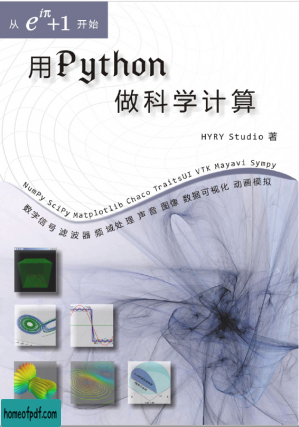 从 e^{iπ}+1 开始
用Python
做科学计算
HYRY Studio 著
NumPy SciPy Matplotlib Chaco TraitsUI VTK Mayavi Sympy
数字信号 滤波器 频域处理 声音 图像 数据可视化 动画模拟
homeofpdf.com